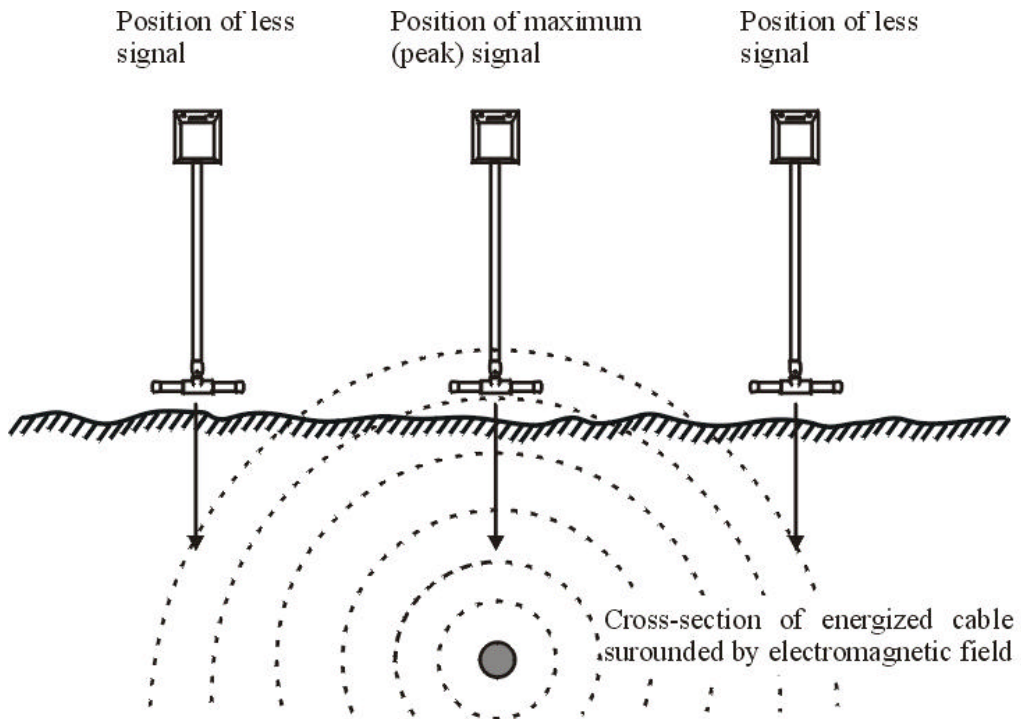 Position of less
signal
Position of maximum
(peak) signal
Position of less
signal
Cross-section of energized cable
surounded by electromagnetic field